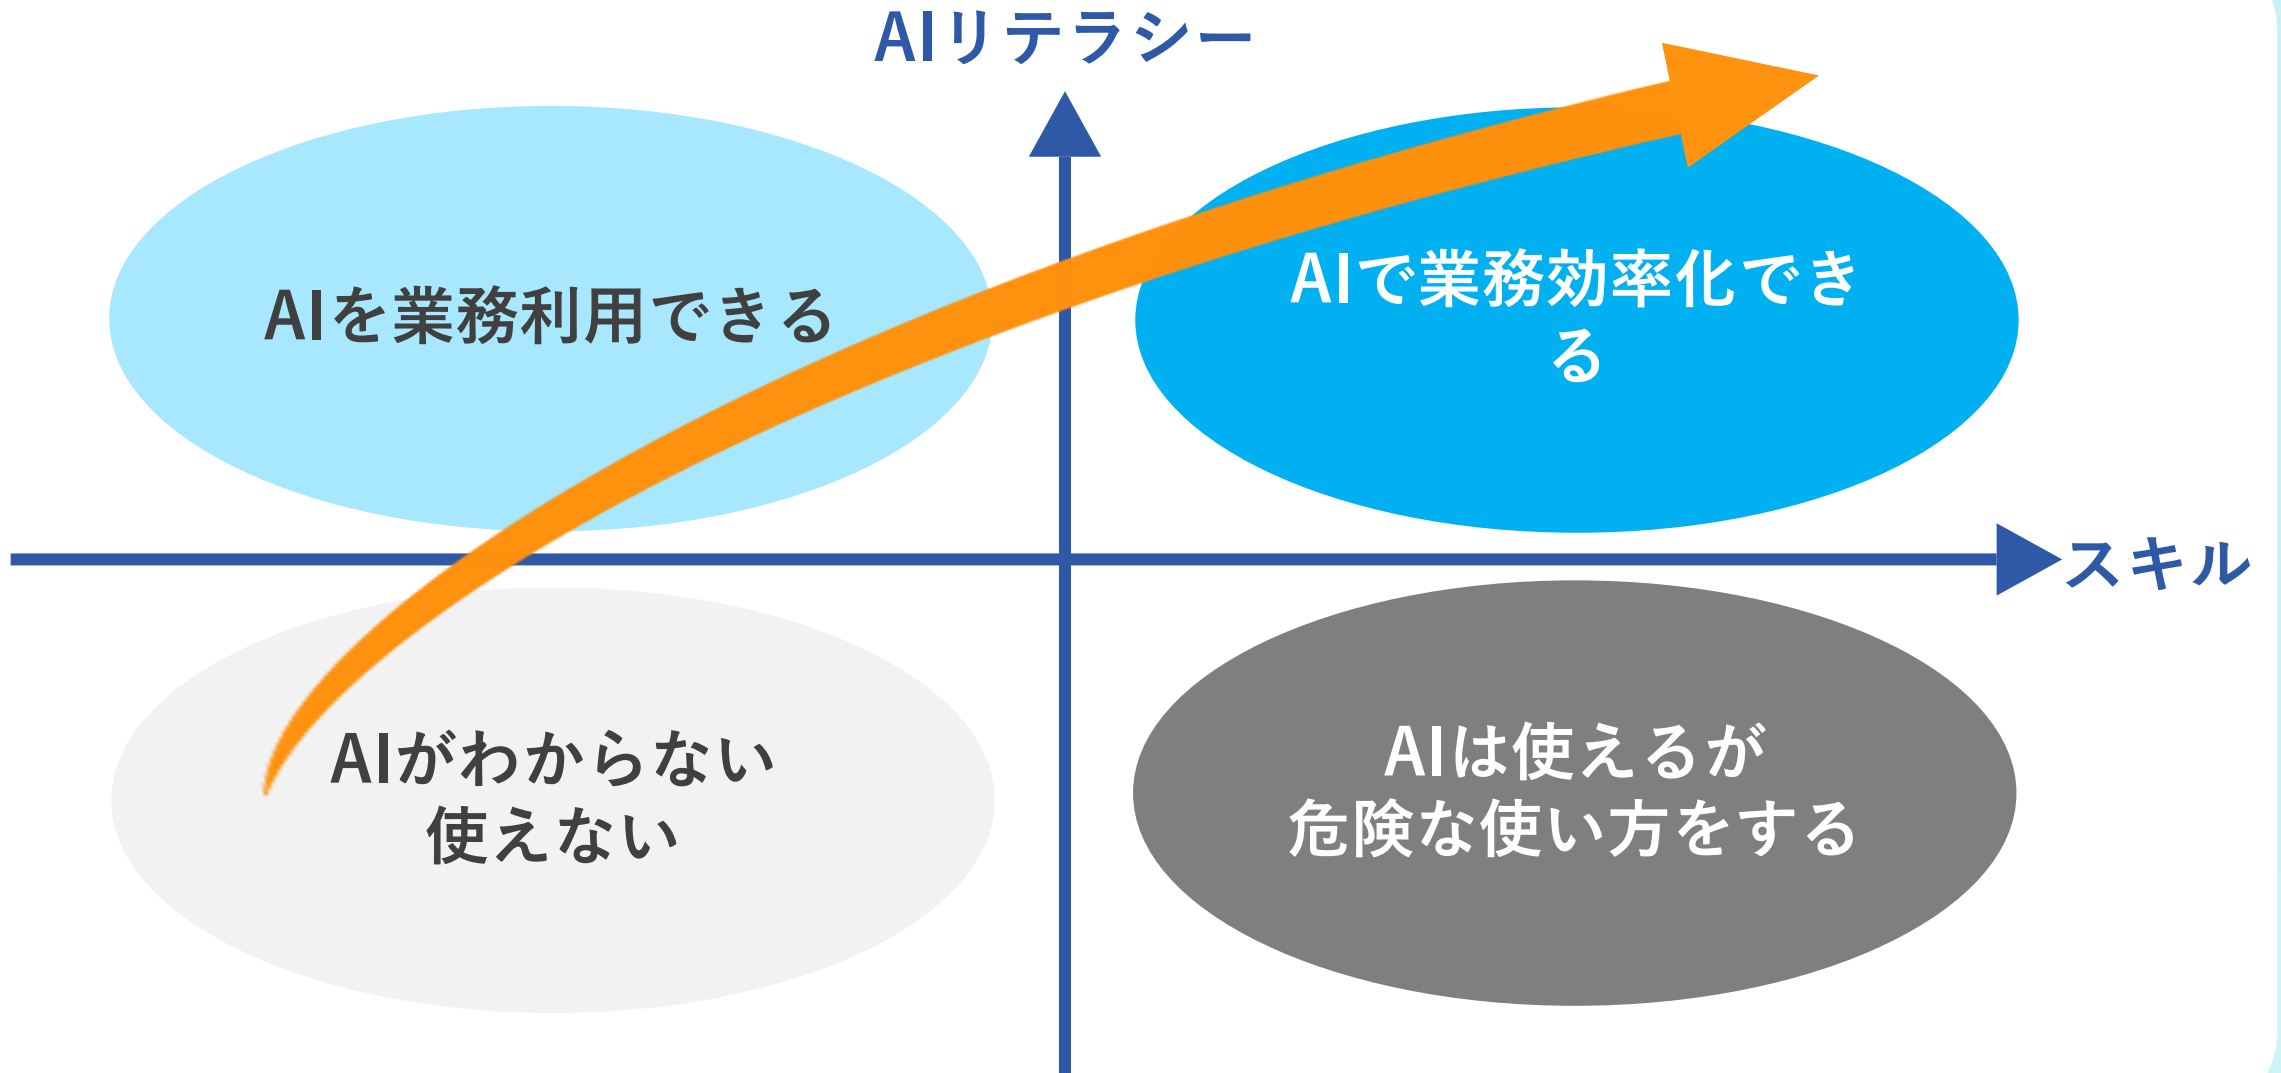 AIリテラシー
AIを業務利用できる
AIで業務効率化でき
る
スキル
AIがわからない
使えない
AIは使えるが
危険な使い方をする